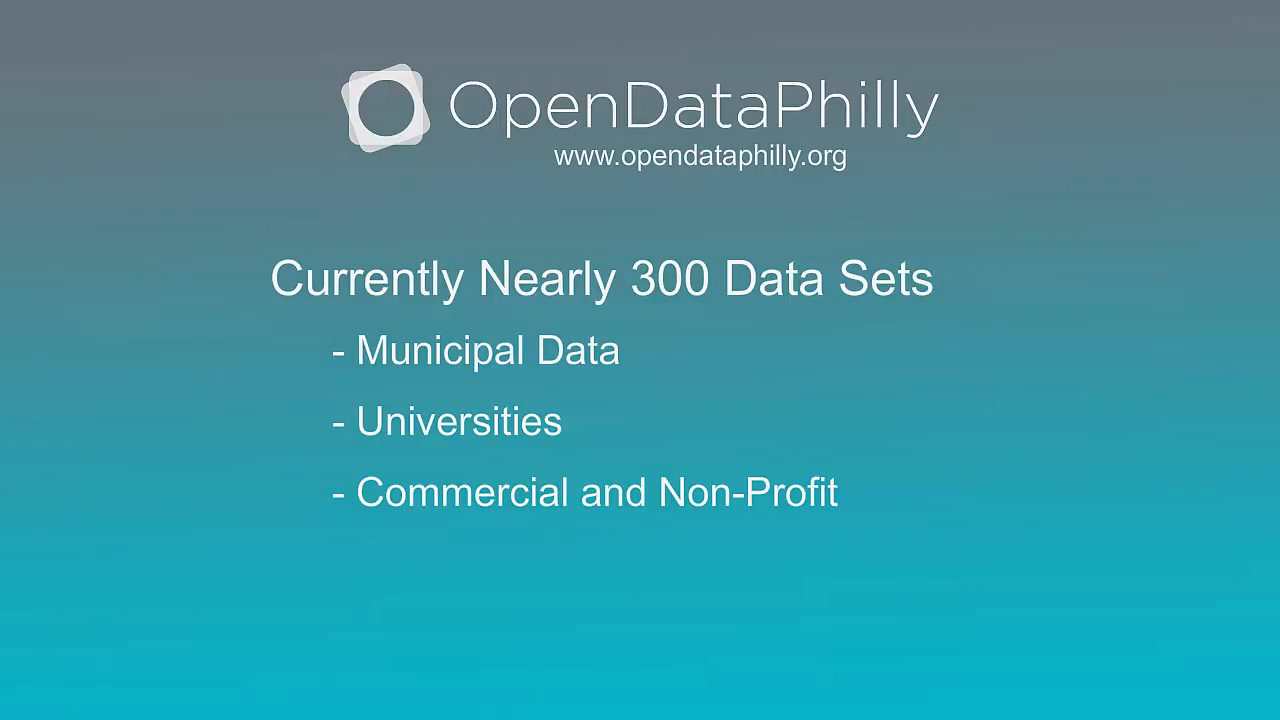 OpenDataPhilly
www.opendataphilly.org
Currently Nearly 300 Data Sets
- Municipal Data
- Universities
- Commercial and Non-Profit